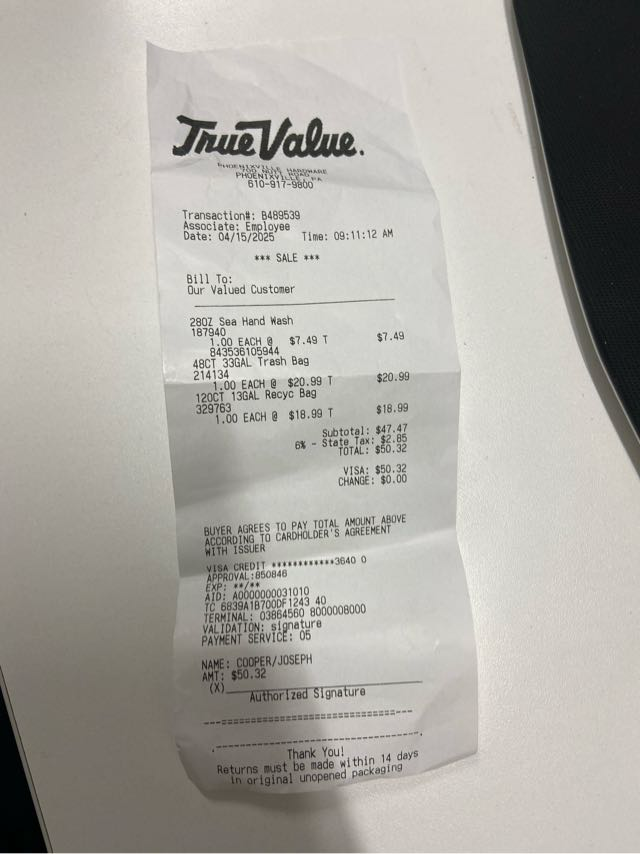 True Value.
PHOENIXVILLE HARDWARE
700 NUTT ROAD
PHOENIXVILLE, PA
610-917-9800
Transaction#: B489539
Associate: Employee
Date: 04/15/2025 Time: 09:11:12 AM
*** SALE ***
Bill To:
Our Valued Customer
28OZ Sea Hand Wash
187940
1.00 EACH @ $7.49 T $7.49
843536105944
48CT 33GAL Trash Bag
214134
1.00 EACH @ $20.99 T $20.99
120CT 13GAL Recyc Bag
329763
1.00 EACH @ $18.99 T $18.99
Subtotal: $47.47
6% - State Tax: $2.85
TOTAL: $50.32
VISA: $50.32
CHANGE: $0.00
BUYER AGREES TO PAY TOTAL AMOUNT ABOVE
ACCORDING TO CARDHOLDER'S AGREEMENT
WITH ISSUER
VISA CREDIT ************3640 0
APPROVAL:850846
EXP: **/**
AID: A0000000031010
TC 6839A1B700DF1243 40
TERMINAL: 03864560 8000008000
VALIDATION: signature
PAYMENT SERVICE: 05
NAME: COOPER/JOSEPH
AMT: $50.32
(X)
Authorized Signature
Thank You!
Returns must be made within 14 days
in original unopened packaging